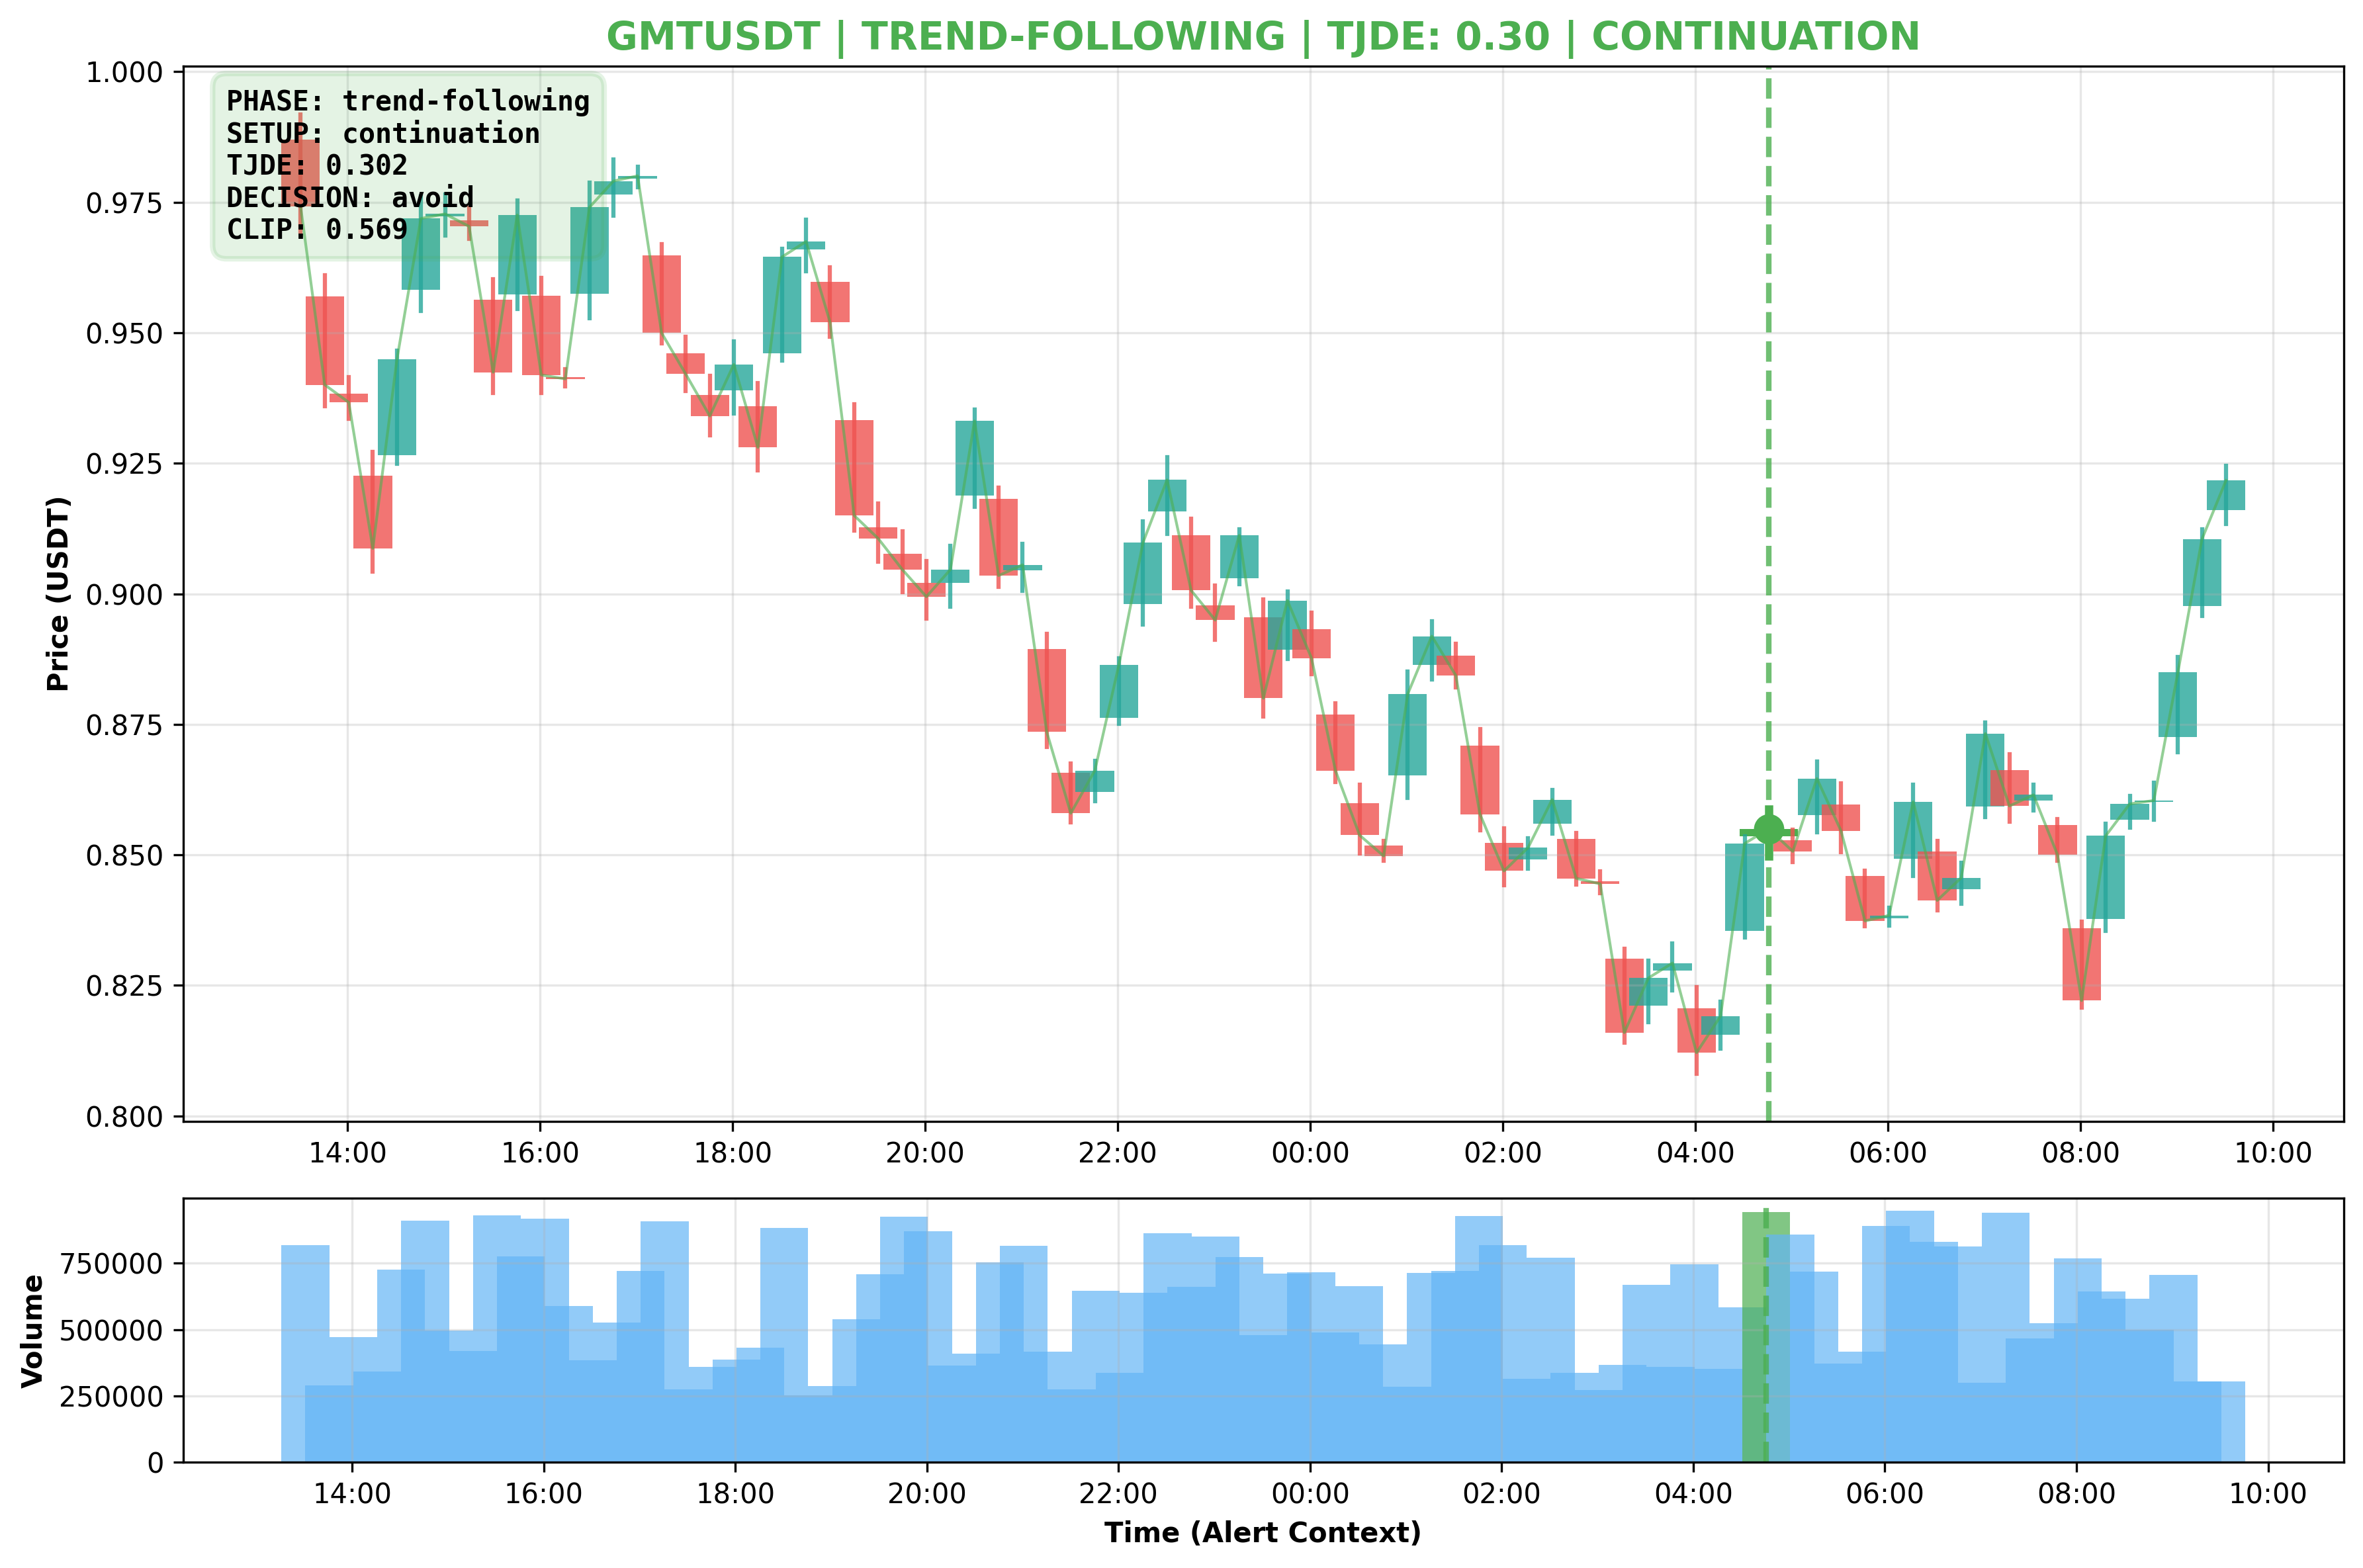 GMTUSDT | TREND-FOLLOWING | TJDE: 0.30 | CONTINUATION
PHASE: trend-following
SETUP: continuation
TJDE: 0.302
DECISION: avoid
CLIP: 0.569
Price (USDT)
1.000
0.975
0.950
0.925
0.900
0.875
0.850
0.825
0.800
14:00 16:00 18:00 20:00 22:00 00:00 02:00 04:00 06:00 08:00 10:00
Volume
750000
500000
250000
0
14:00 16:00 18:00 20:00 22:00 00:00 02:00 04:00 06:00 08:00 10:00
Time (Alert Context)